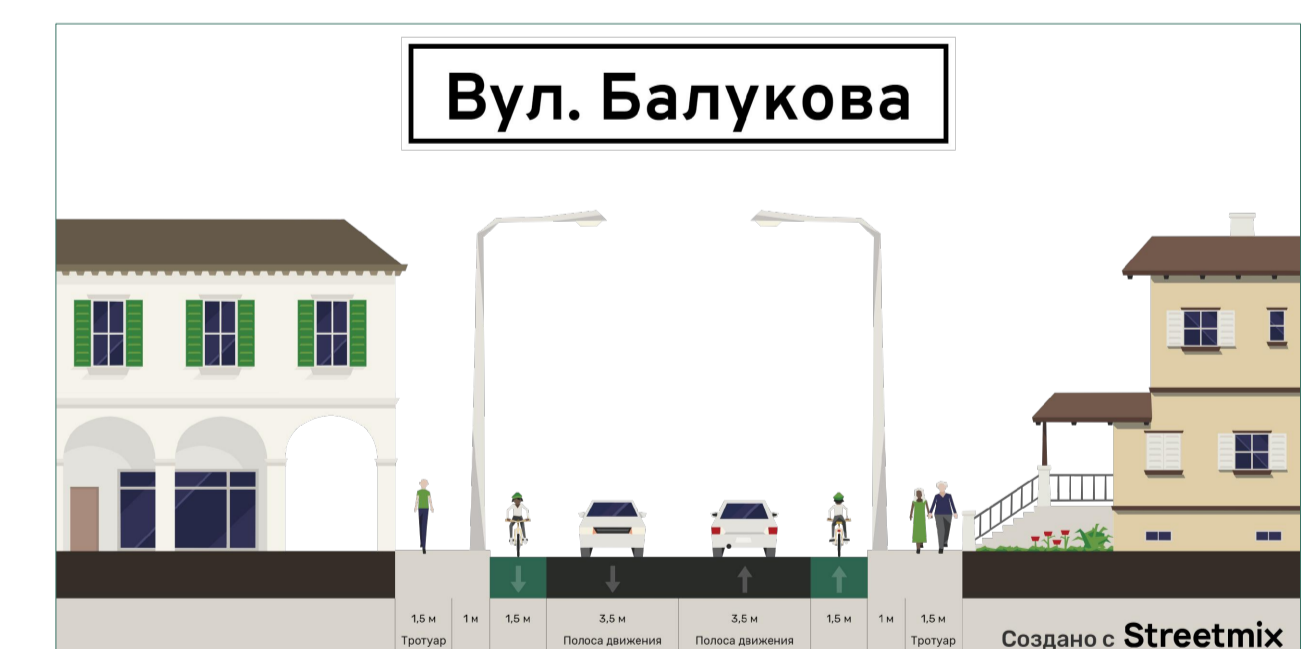 Вул. Балукова
1,5 м 1 м 1,5 м 3,5 м 3,5 м 1,5 м 1 м 1,5 м
Тротуар Полоса движения Полоса движения Тротуар
Создано с Streetmix